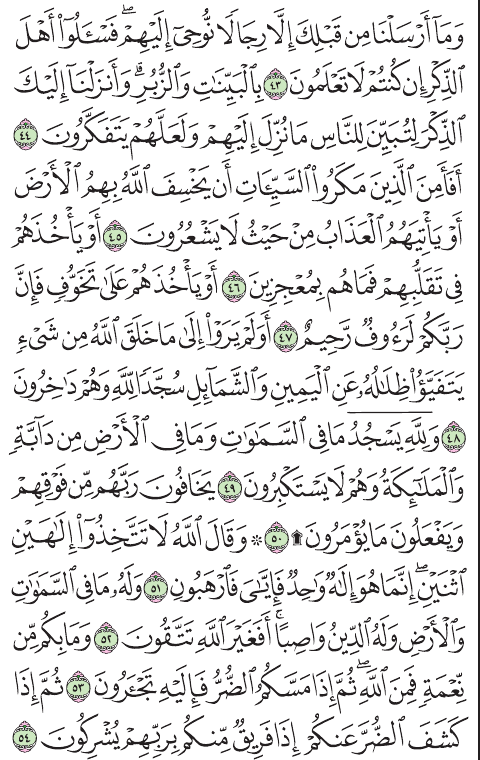 وَمَآ أَرۡسَلۡنَا مِن قَبۡلِكَ إِلَّا رِجَالٗا نُّوحِيٓ إِلَيۡهِمۡۖ فَسۡـَٔلُوٓاْ أَهۡلَ
ٱلذِّكۡرِ إِن كُنتُمۡ لَا تَعۡلَمُونَ ٤٣ بِٱلۡبَيِّنَٰتِ وَٱلزُّبُرِۗ وَأَنزَلۡنَآ إِلَيۡكَ
ٱلذِّكۡرَ لِتُبَيِّنَ لِلنَّاسِ مَا نُزِّلَ إِلَيۡهِمۡ وَلَعَلَّهُمۡ يَتَفَكَّرُونَ ٤٤
أَفَأَمِنَ ٱلَّذِينَ مَكَرُواْ ٱلسَّيِّـَٔاتِ أَن يَخۡسِفَ ٱللَّهُ بِهِمُ ٱلۡأَرۡضَ
أَوۡ يَأۡتِيَهُمُ ٱلۡعَذَابُ مِنۡ حَيۡثُ لَا يَشۡعُرُونَ ٤٥ أَوۡ يَأۡخُذَهُمۡ
فِي تَقَلُّبِهِمۡ فَمَا هُم بِمُعۡجِزِينَ ٤٦ أَوۡ يَأۡخُذَهُمۡ عَلَىٰ تَخَوُّفٖ فَإِنَّ
رَبَّكُمۡ لَرَءُوفٞ رَّحِيمٌ ٤٧ أَوَلَمۡ يَرَوۡاْ إِلَىٰ مَا خَلَقَ ٱللَّهُ مِن شَيۡءٖ
يَتَفَيَّؤُاْ ظِلَٰلُهُۥ عَنِ ٱلۡيَمِينِ وَٱلشَّمَآئِلِ سُجَّدٗا لِّلَّهِ وَهُمۡ دَٰخِرُونَ
٤٨ وَلِلَّهِۤ يَسۡجُدُۤ مَا فِي ٱلسَّمَٰوَٰتِ وَمَا فِي ٱلۡأَرۡضِ مِن دَآبَّةٖ
وَٱلۡمَلَٰٓئِكَةُ وَهُمۡ لَا يَسۡتَكۡبِرُونَ ٤٩ يَخَافُونَ رَبَّهُم مِّن فَوۡقِهِمۡ
وَيَفۡعَلُونَ مَا يُؤۡمَرُونَ۩ ٥٠ ۞ وَقَالَ ٱللَّهُ لَا تَتَّخِذُوٓاْ إِلَٰهَيۡنِ
ٱثۡنَيۡنِۖ إِنَّمَا هُوَ إِلَٰهٞ وَٰحِدٞ فَإِيَّٰيَ فَٱرۡهَبُونِ ٥١ وَلَهُۥ مَا فِي ٱلسَّمَٰوَٰتِ
وَٱلۡأَرۡضِ وَلَهُ ٱلدِّينُ وَاصِبًاۚ أَفَغَيۡرَ ٱللَّهِ تَتَّقُونَ ٥٢ وَمَا بِكُم مِّن
نِّعۡمَةٖ فَمِنَ ٱللَّهِۖ ثُمَّ إِذَا مَسَّكُمُ ٱلضُّرُّ فَإِلَيۡهِ تَجۡـَٔرُونَ ٥٣ ثُمَّ إِذَا
كَشَفَ ٱلضُّرَّ عَنكُمۡ إِذَا فَرِيقٞ مِّنكُم بِرَبِّهِمۡ يُشۡرِكُونَ ٥٤